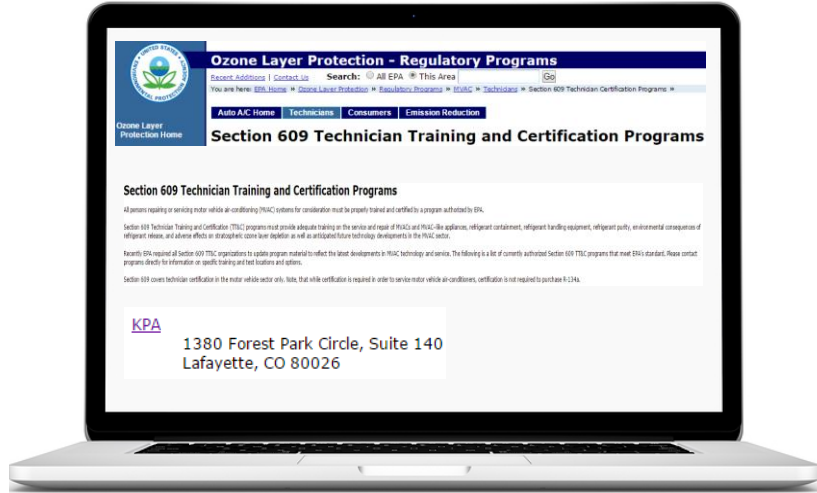 UNITED STATES
Ozone Layer Protection - Regulatory Programs
Recent Additions | Contact Us Search: All EPA This Area Go
You are here: EPA Home » Ozone Layer Protection » Regulatory Programs » MVAC » Technicians » Section 609 Technician Certification Programs »
Auto A/C Home Technicians Consumers Emission Reduction
Ozone Layer
Protection Home
Section 609 Technician Training and Certification Programs
Section 609 Technician Training and Certification Programs
All persons repairing or servicing motor vehicle air-conditioning (MVAC) systems for consideration must be properly trained and certified by a program authorized by EPA.
Section 609 Technician Training and Certification (TT&C) programs must provide adequate training on the service and repair of MVACs and MVAC-like appliances, refrigerant containment, refrigerant handling equipment, refrigerant purity, environmental consequences of
refrigerant release, and adverse effects on stratospheric ozone layer depletion as well as anticipated future technology developments in the MVAC sector.
Recently EPA required all Section 609 TT&C organizations to update program material to reflect the latest developments in MVAC technology and service. The following is a list of currently authorized Section 609 TT&C programs that meet EPA's standard. Please contact
programs directly for information on specific training and test locations and options.
Section 609 covers technician certification in the motor vehicle sector only. Note, that while certification is required in order to service motor vehicle air-conditioners, certification is not required to purchase R-134a.
KPA
1380 Forest Park Circle, Suite 140
Lafayette, CO 80026